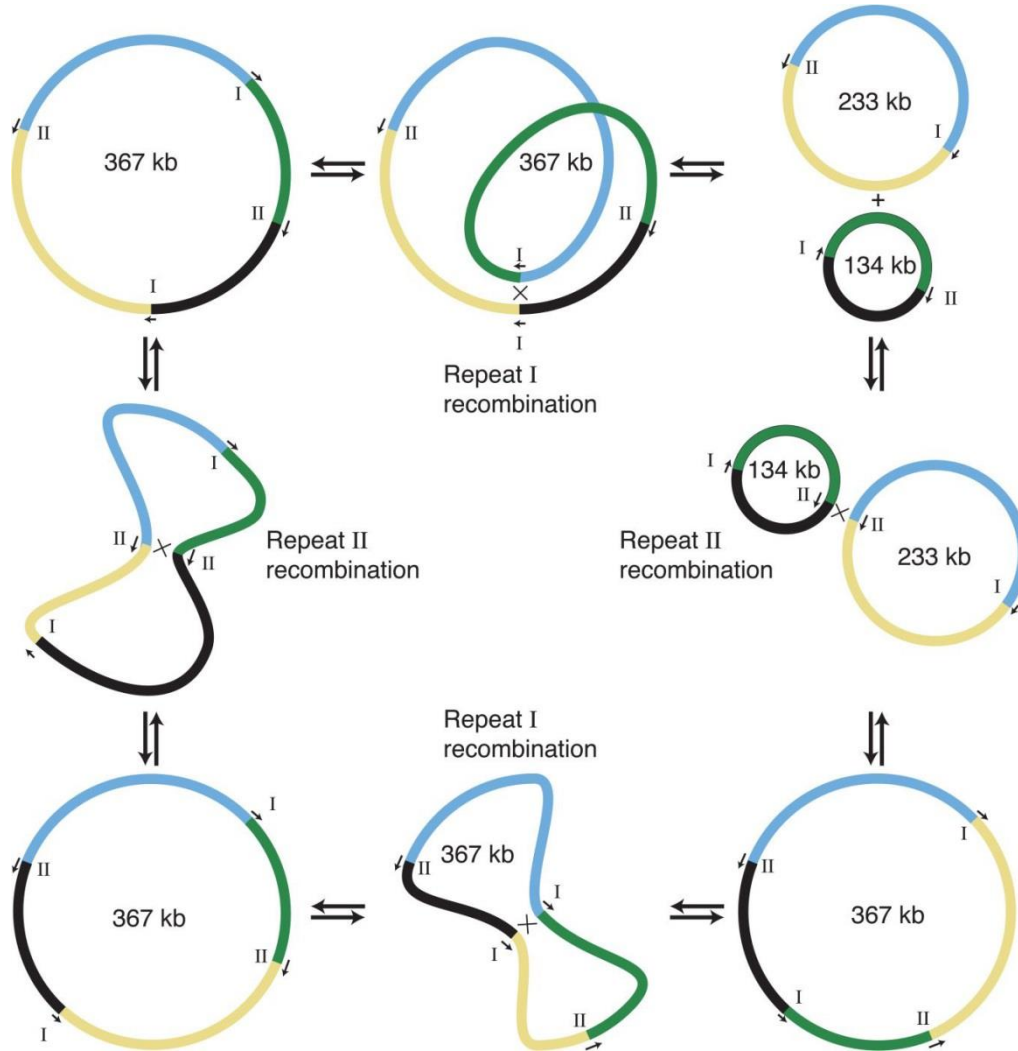 I
II
367 kb
II
I
II
367 kb
II
I
I
Repeat I
recombination
II
233 kb
I
+
I
134 kb
II
I
II
II
I
Repeat II
recombination
I
134 kb
II
II
233 kb
I
Repeat II
recombination
Repeat I
recombination
I
II
367 kb
II
I
367 kb
II
I
I
II
I
II
367 kb
I
II